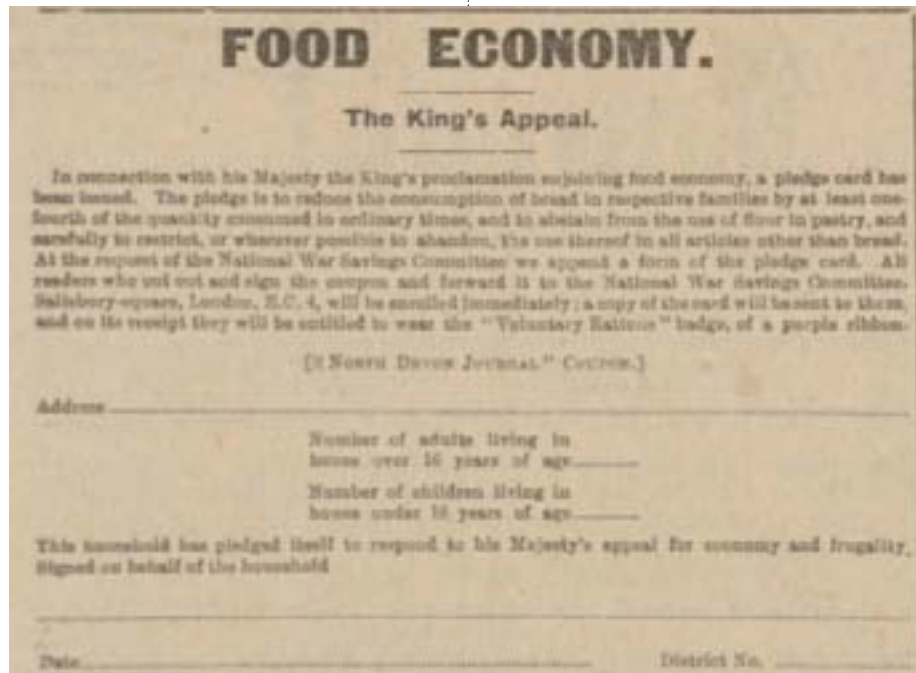 FOOD ECONOMY.
The King's Appeal.
In connection with his Majesty the King's proclamation enjoining food economy, a pledge card has
been issued. The pledge is to reduce the consumption of bread in respective families by at least one-
fourth of the quantity consumed in ordinary times, and to abstain from the use of flour in pastry, and
carefully to restrict, or wherever possible to abandon, the use thereof in all articles other than bread.
At the request of the National War Savings Committee we append a form of the pledge card. All
readers who cut out and sign the coupon and forward it to the National War Savings Committee,
Salisbury-square, London, E.C. 4, will be enrolled immediately; a copy of the card will be sent to them,
and on its receipt they will be entitled to wear the "Voluntary Rations" badge, of a purple ribbon.
["NORTH DEVON JOURNAL" COUPON.]
Address
Number of adults living in
house over 16 years of age
Number of children living in
house under 16 years of age
This household has pledged itself to respond to his Majesty's appeal for economy and frugality.
Signed on behalf of the household
Date District No.